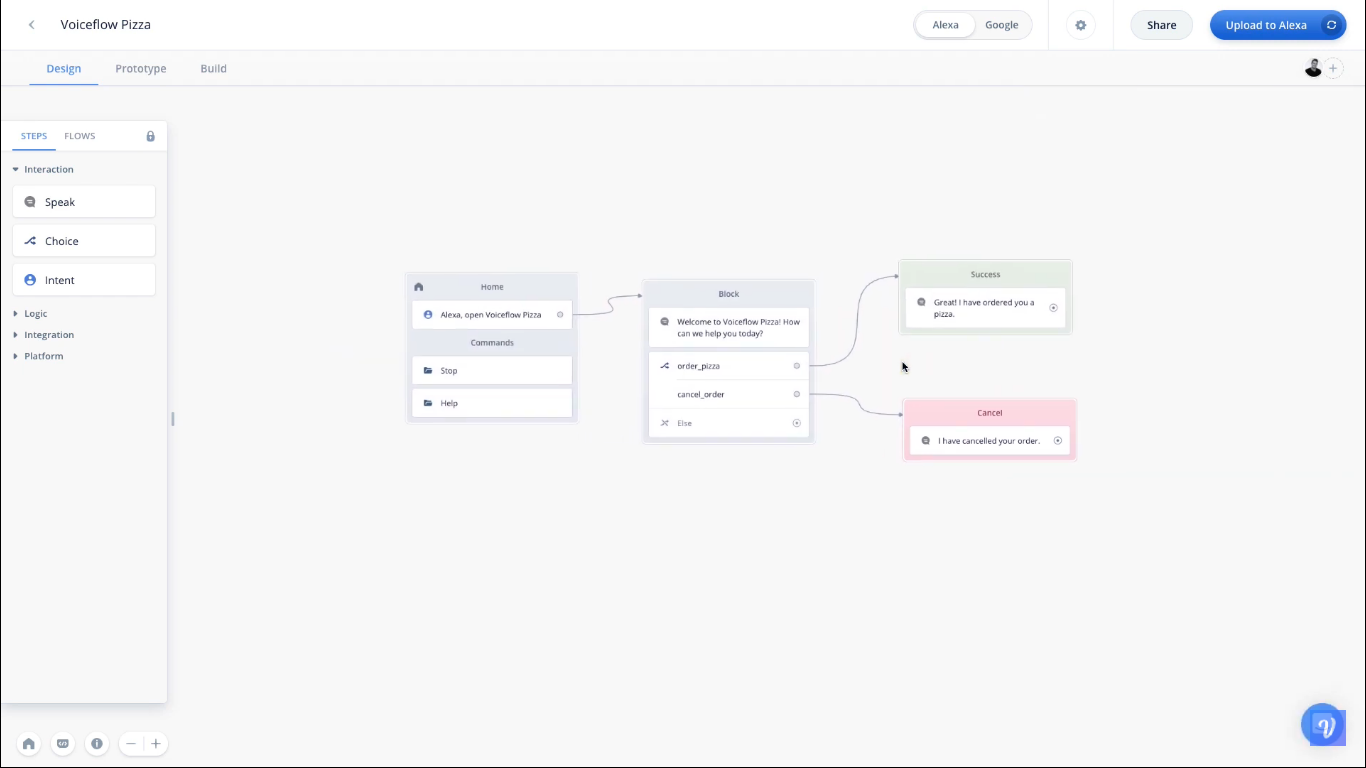 Voiceflow Pizza
Alexa
Google
Share
Upload to Alexa
Design
Prototype
Build
STEPS
FLOWS
Interaction
Speak
Choice
Intent
Logic
Integration
Platform
Home
Alexa, open Voiceflow Pizza
Commands
Stop
Help
Block
Welcome to Voiceflow Pizza! How
can we help you today?
order_pizza
cancel_order
Else
Success
Great! I have ordered you a
pizza.
Cancel
I have cancelled your order.